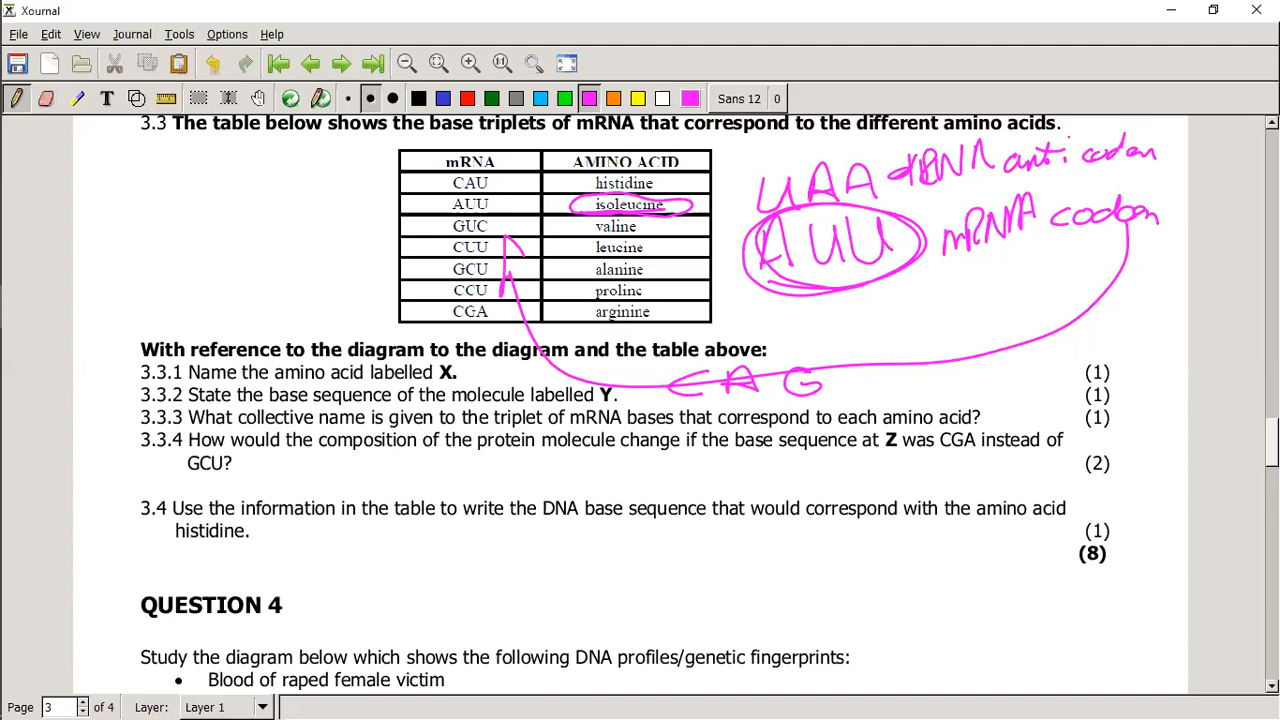 Xournal
File Edit View Journal Tools Options Help
Sans 12 0
3.3 The table below shows the base triplets of mRNA that correspond to the different amino acids.
mRNA AMINO ACID
CAU histidine
AUU isoleucine
GUC valine
CUU leucine
GCU alanine
CCU proline
CGA arginine
UAA tRNA anticodon
AUU mRNA codon
With reference to the diagram to the diagram and the table above:
3.3.1 Name the amino acid labelled X. (1)
CAG
3.3.2 State the base sequence of the molecule labelled Y. (1)
3.3.3 What collective name is given to the triplet of mRNA bases that correspond to each amino acid? (1)
3.3.4 How would the composition of the protein molecule change if the base sequence at Z was CGA instead of
GCU? (2)
3.4 Use the information in the table to write the DNA base sequence that would correspond with the amino acid
histidine. (1)
(8)
QUESTION 4
Study the diagram below which shows the following DNA profiles/genetic fingerprints:
• Blood of raped female victim
Page 3 of 4 Layer: Layer 1